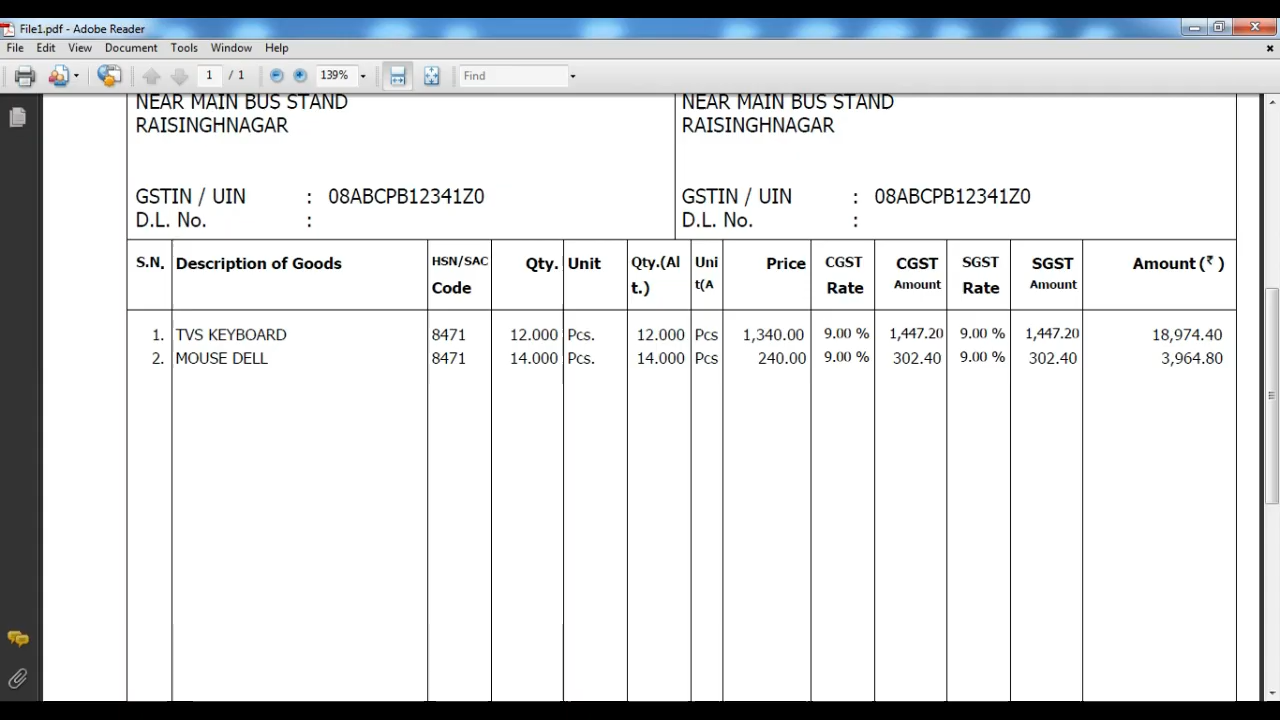 File1.pdf - Adobe Reader
File Edit View Document Tools Window Help
1 / 1 139% Find
NEAR MAIN BUS STAND NEAR MAIN BUS STAND
RAISINGHNAGAR RAISINGHNAGAR
GSTIN / UIN : 08ABCPB12341Z0 GSTIN / UIN : 08ABCPB12341Z0
D.L. No. : D.L. No. :
S.N. Description of Goods HSN/SAC Qty. Unit Qty.(Al Uni Price CGST CGST SGST SGST Amount (₹ )
Code t.) t(A Rate Amount Rate Amount
1. TVS KEYBOARD 8471 12.000 Pcs. 12.000 Pcs 1,340.00 9.00 % 1,447.20 9.00 % 1,447.20 18,974.40
2. MOUSE DELL 8471 14.000 Pcs. 14.000 Pcs 240.00 9.00 % 302.40 9.00 % 302.40 3,964.80